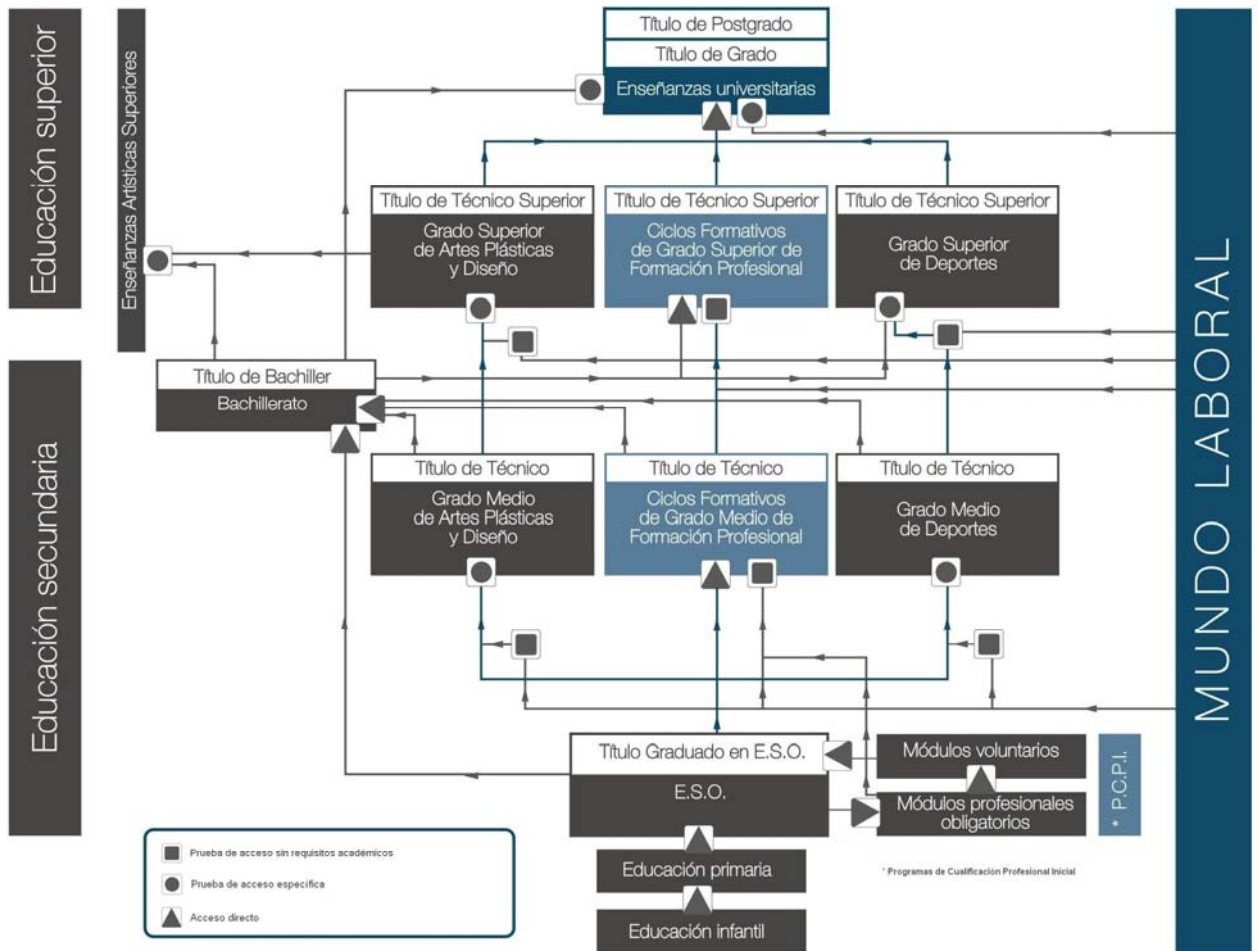 Educación superior
Enseñanzas Artísticas Superiores
Título de Postgrado
Título de Grado
Enseñanzas universitarias
Título de Técnico Superior
Grado Superior
de Artes Plásticas
y Diseño
Título de Técnico Superior
Ciclos Formativos
de Grado Superior de
Formación Profesional
Título de Técnico Superior
Grado Superior
de Deportes
MUNDO LABORAL
Educación secundaria
Título de Bachiller
Bachillerato
Título de Técnico
Grado Medio
de Artes Plásticas
y Diseño
Título de Técnico
Ciclos Formativos
de Grado Medio de
Formación Profesional
Título de Técnico
Grado Medio
de Deportes
Título Graduado en E.S.O.
E.S.O.
Módulos voluntarios
Módulos profesionales
obligatorios
* P.C.P.I.
Educación primaria
Educación infantil
* Programas de Cualificacion Profesional Inicial
Prueba de acceso sin requisitos académicos
Prueba de acceso específica
Acceso directo